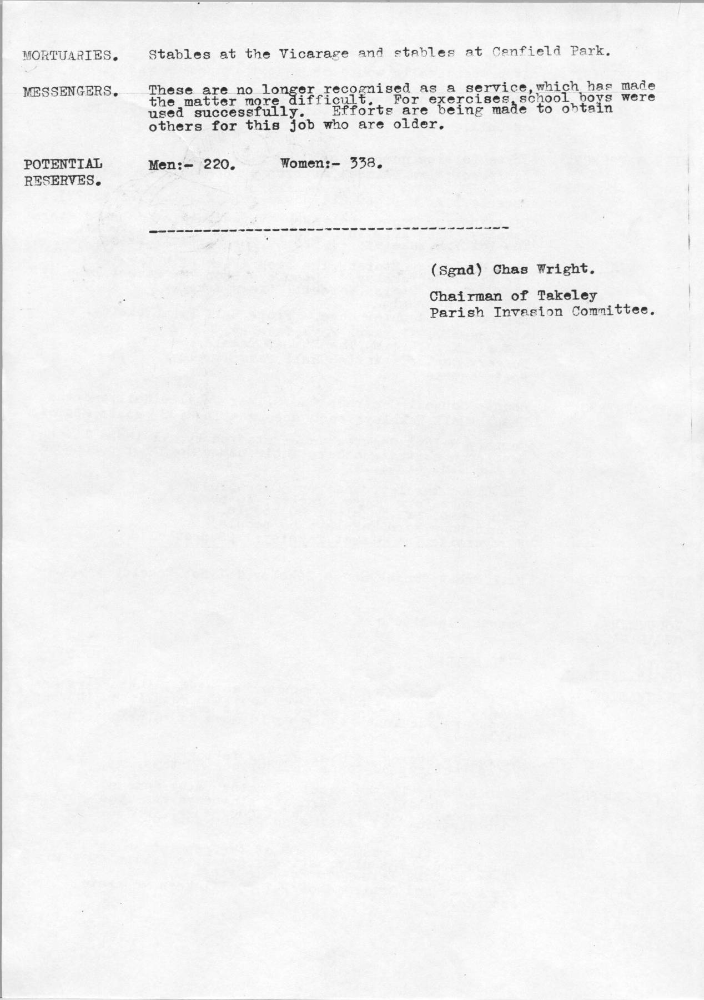 MORTUARIES. Stables at the Vicarage and stables at Canfield Park.
MESSENGERS. These are no longer recognised as a service,which has made
the matter more difficult. For exercises,school boys were
used successfully. Efforts are being made to obtain
others for this job who are older.
POTENTIAL Men:- 220. Women:- 338.
RESERVES.
----------------------------------------
(Sgnd) Chas Wright.
Chairman of Takeley
Parish Invasion Committee.